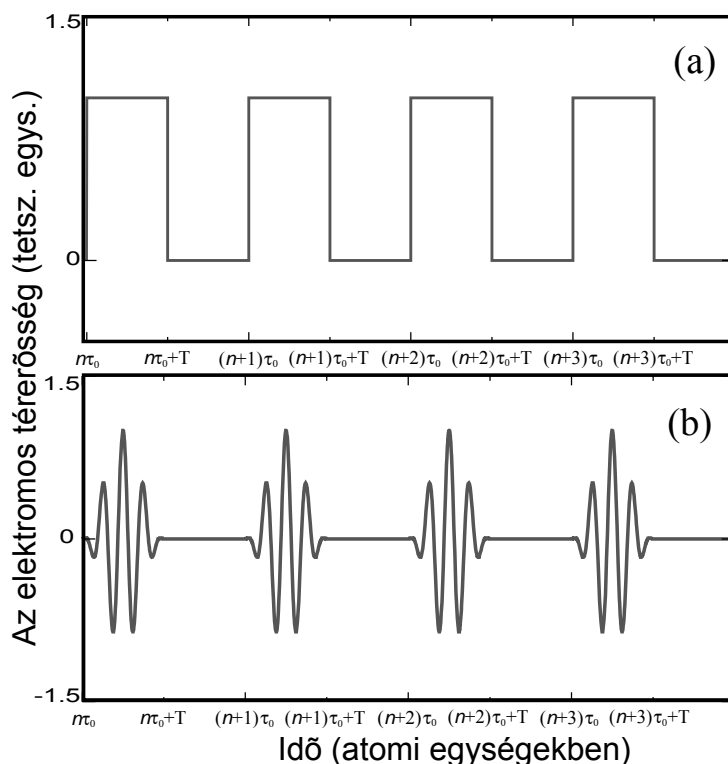 Az elektromos térerõsség (tetsz. egys.)
1.5
(a)
0
nτ₀ nτ₀+T (n+1)τ₀ (n+1)τ₀+T (n+2)τ₀ (n+2)τ₀+T (n+3)τ₀ (n+3)τ₀+T
1.5
(b)
0
-1.5
nτ₀ nτ₀+T (n+1)τ₀ (n+1)τ₀+T (n+2)τ₀ (n+2)τ₀+T (n+3)τ₀ (n+3)τ₀+T
Idõ (atomi egységekben)